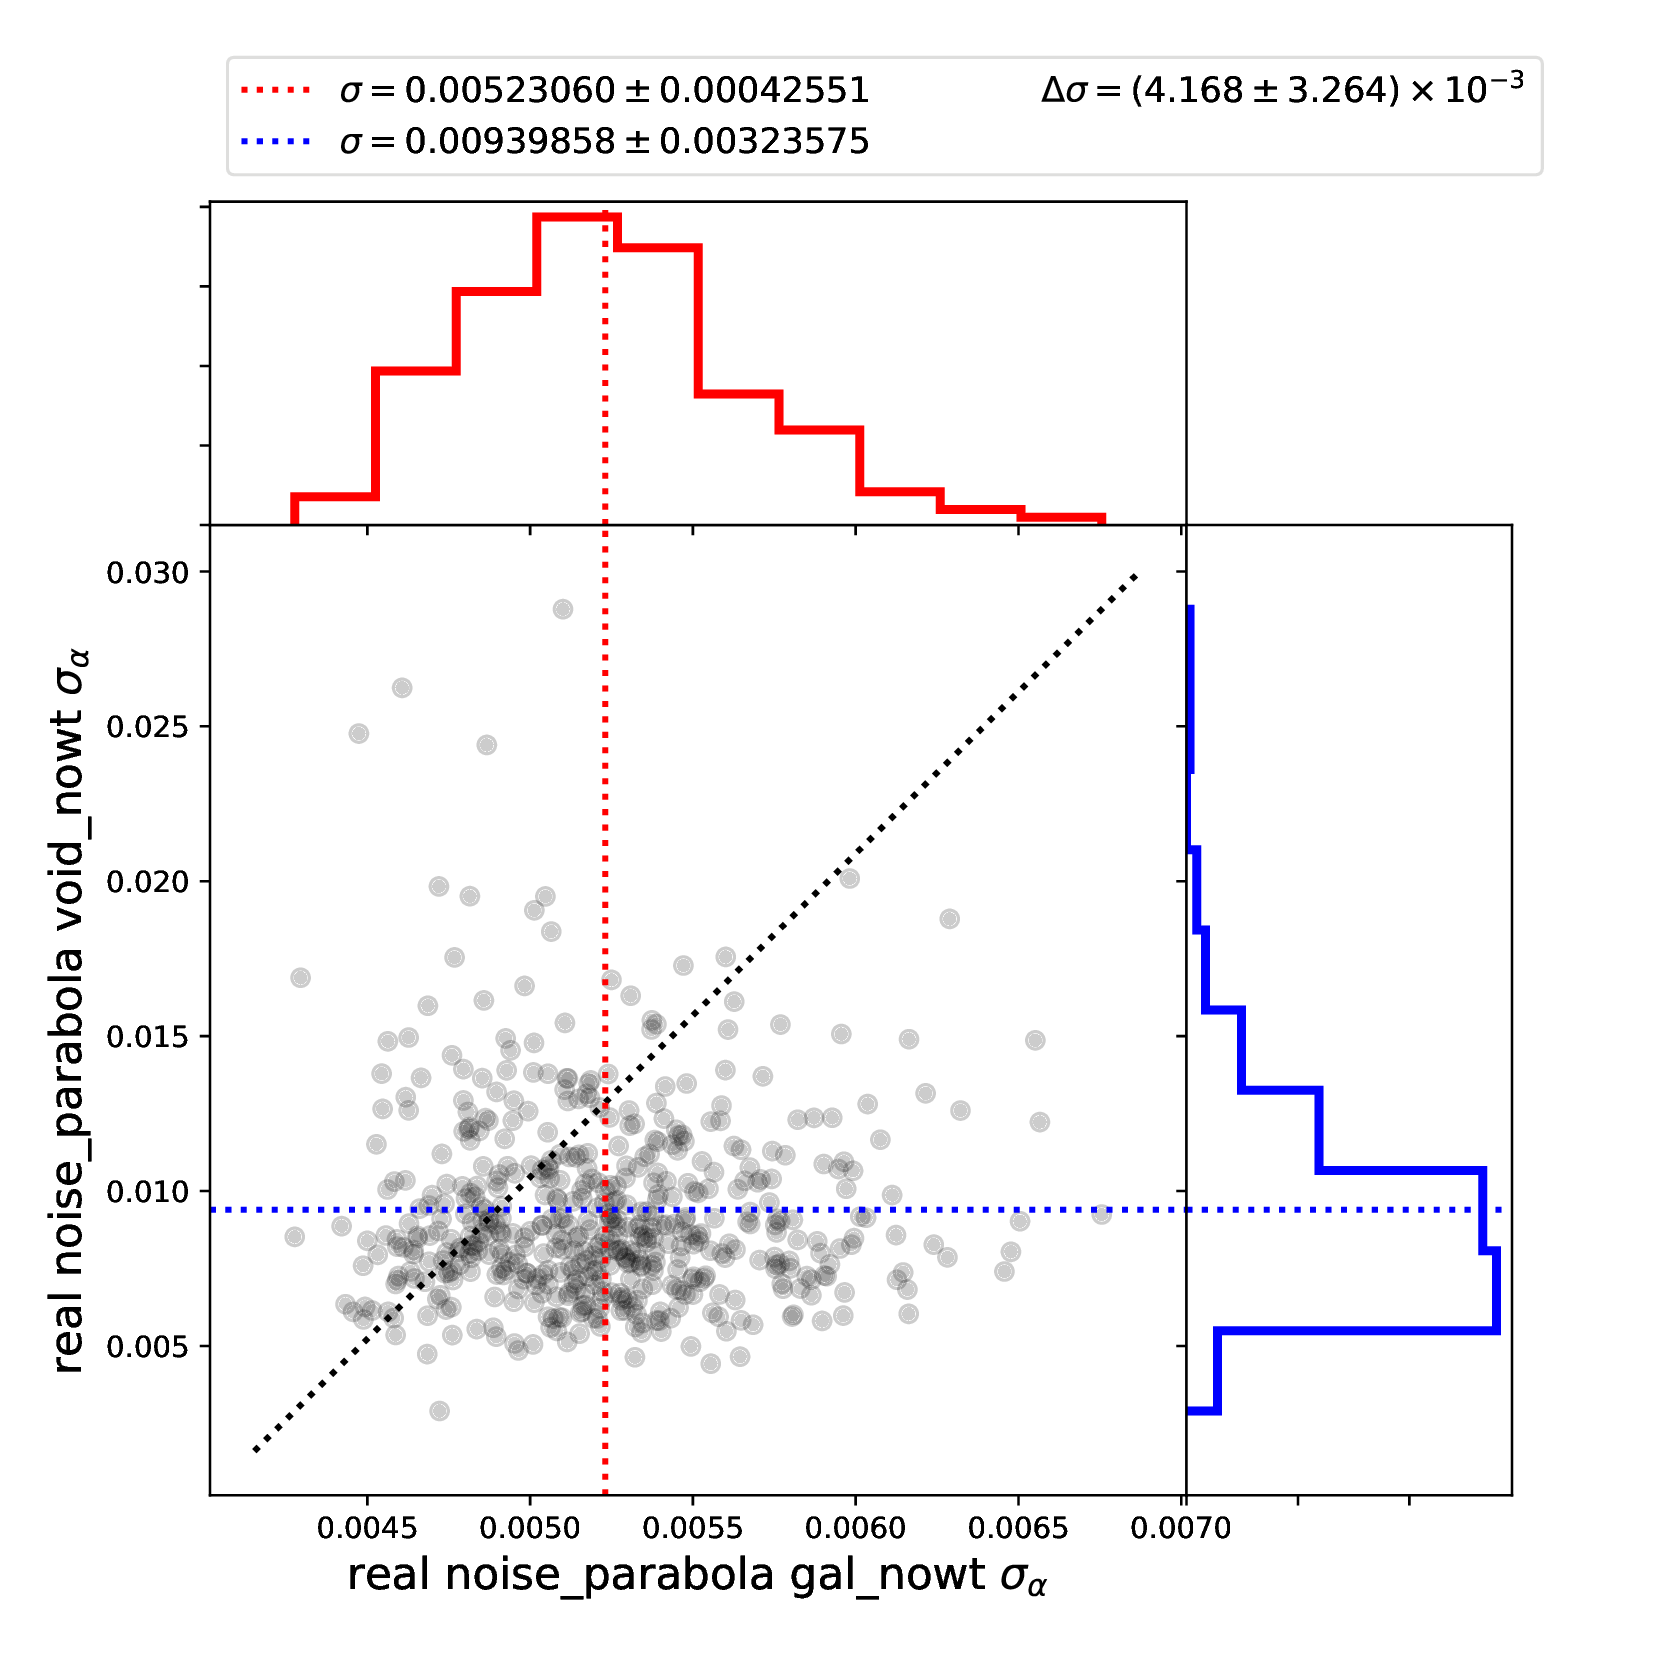 σ = 0.00523060 ± 0.00042551
Δσ = (4.168 ± 3.264) × 10⁻³
σ = 0.00939858 ± 0.00323575
0.030
0.025
0.020
0.015
0.010
0.005
real noise_parabola void_nowt σ_α
0.0045 0.0050 0.0055 0.0060 0.0065 0.0070
real noise_parabola gal_nowt σ_α